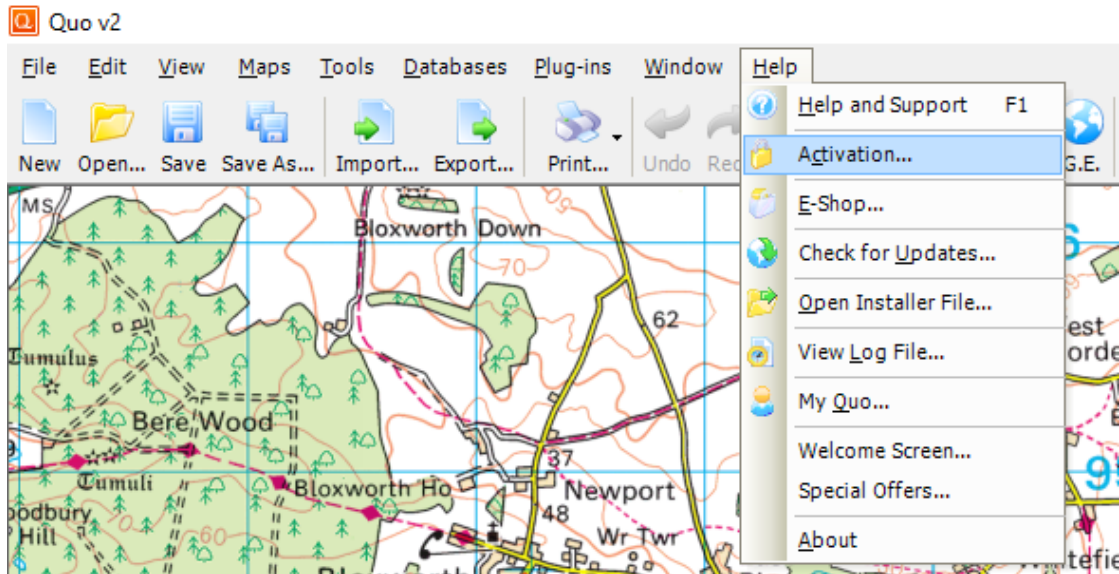 Quo v2
File Edit View Maps Tools Databases Plug-ins Window Help
New Open... Save Save As... Import... Export... Print... Undo G.E.
Help and Support F1
Activation...
E-Shop...
Check for Updates...
Open Installer File...
View Log File...
My Quo...
Welcome Screen...
Special Offers...
About
MS
Bloxworth Down
70
62
Tumulus
Bere Wood
Tumuli
37
Bloxworth Ho
Newport
48
Hill
60
Wr Twr